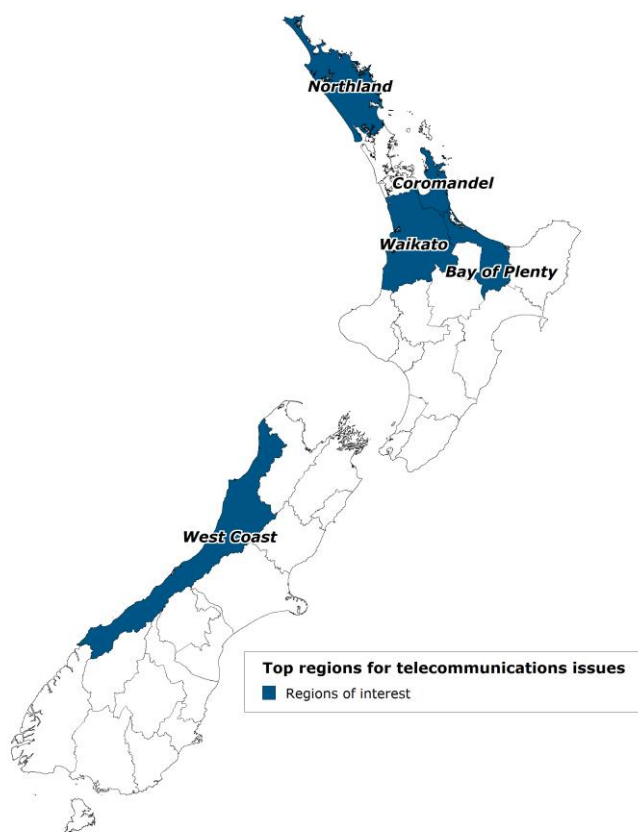 Northland
Coromandel
Waikato
Bay of Plenty
West Coast
Top regions for telecommunications issues
Regions of interest